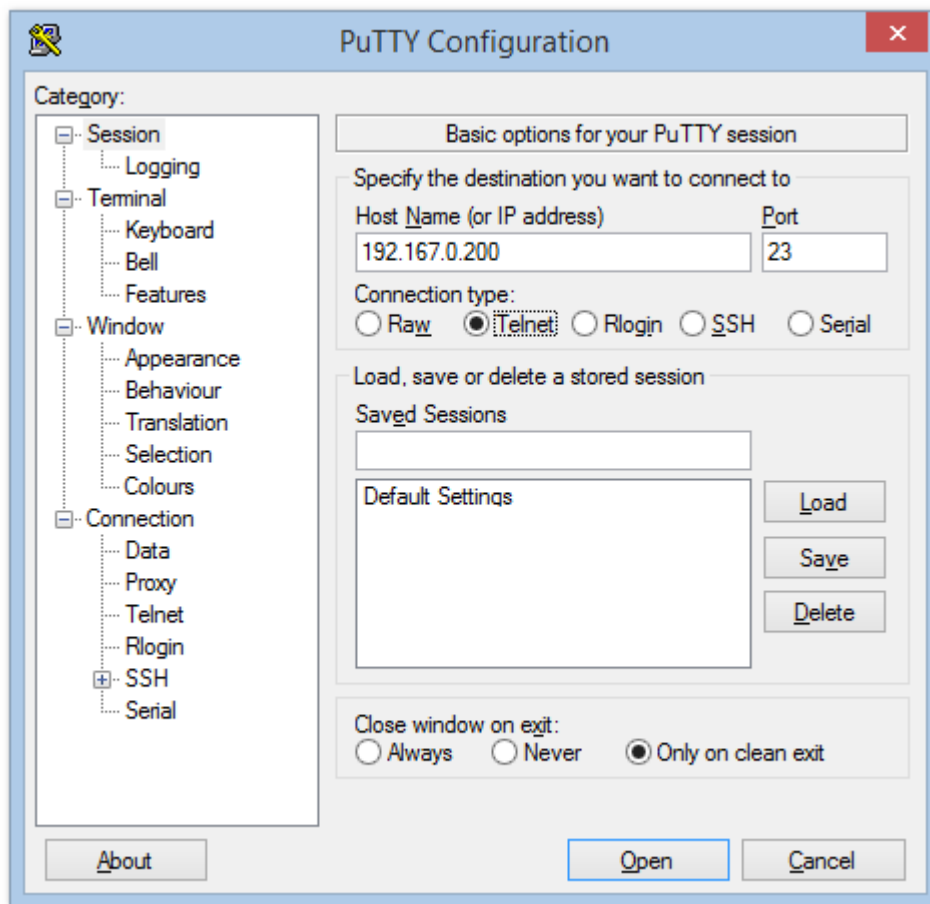 PuTTY Configuration
Category:
Session
Logging
Terminal
Keyboard
Bell
Features
Window
Appearance
Behaviour
Translation
Selection
Colours
Connection
Data
Proxy
Telnet
Rlogin
SSH
Serial
Basic options for your PuTTY session
Specify the destination you want to connect to
Host Name (or IP address) Port
192.167.0.200 23
Connection type:
Raw Telnet Rlogin SSH Serial
Load, save or delete a stored session
Saved Sessions
Default Settings
Load
Save
Delete
Close window on exit:
Always Never Only on clean exit
About Open Cancel